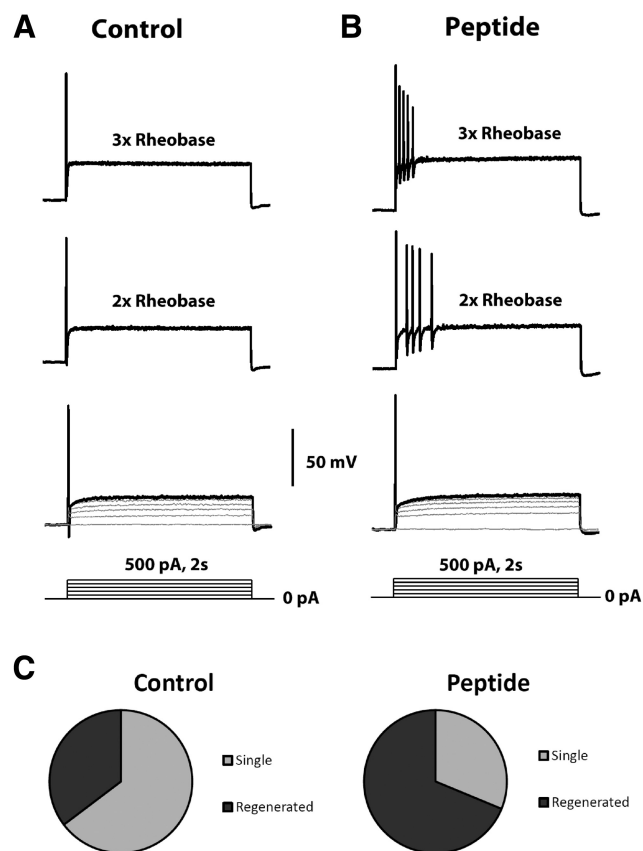 A
Control
3x Rheobase
2x Rheobase
50 mV
500 pA, 2s
0 pA
B
Peptide
3x Rheobase
2x Rheobase
500 pA, 2s
0 pA
C
Control
Single
Regenerated
Peptide
Single
Regenerated